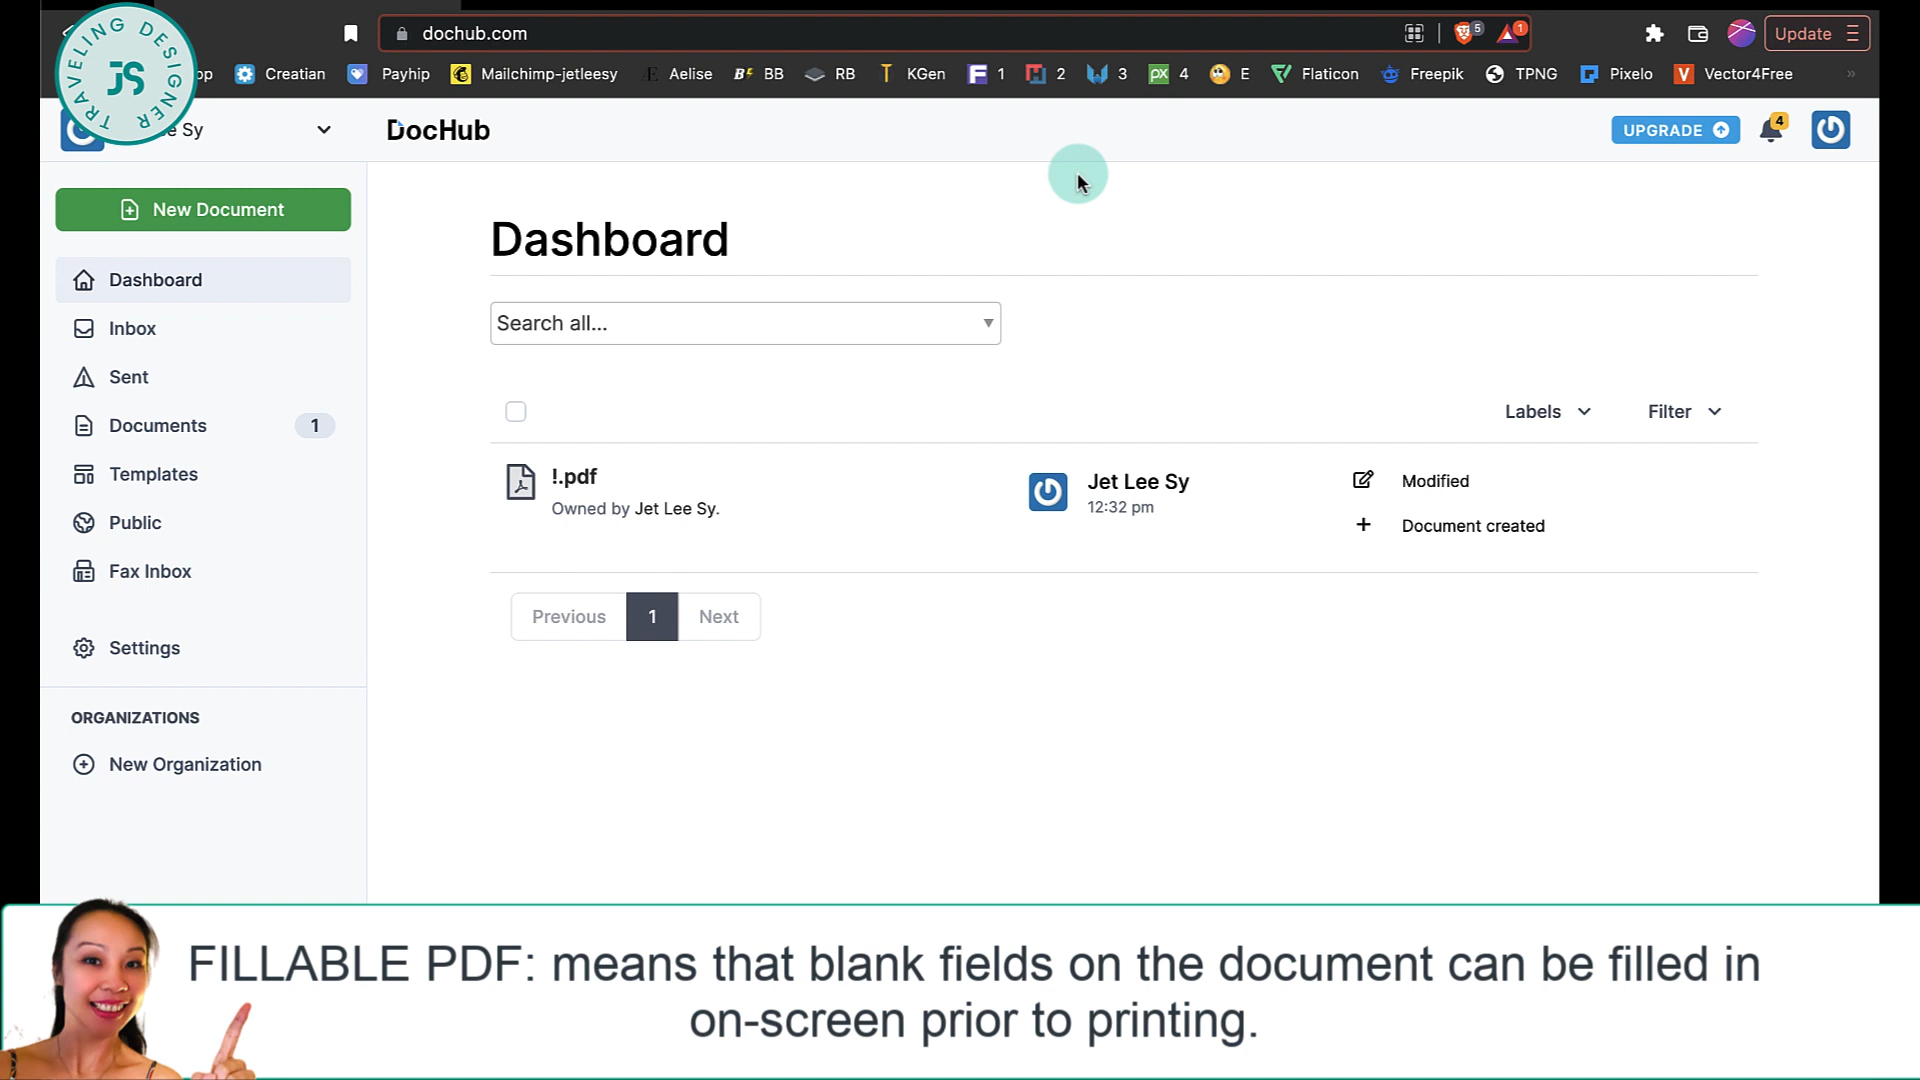 dochub.com
5
1
Update
TRAVELING DESIGNER
JS
op
Creatian
Payhip
Mailchimp-jetleesy
Aelise
BB
RB
KGen
1
2
3
4
E
Flaticon
Freepik
TPNG
Pixelo
Vector4Free
»
e Sy
DocHub
UPGRADE
4
New Document
Dashboard
Inbox
Sent
Documents
1
Templates
Public
Fax Inbox
Settings
ORGANIZATIONS
New Organization
Dashboard
Search all...
Labels
Filter
!.pdf
Owned by Jet Lee Sy.
Jet Lee Sy
12:32 pm
Modified
Document created
Previous
1
Next
FILLABLE PDF: means that blank fields on the document can be filled in
on-screen prior to printing.